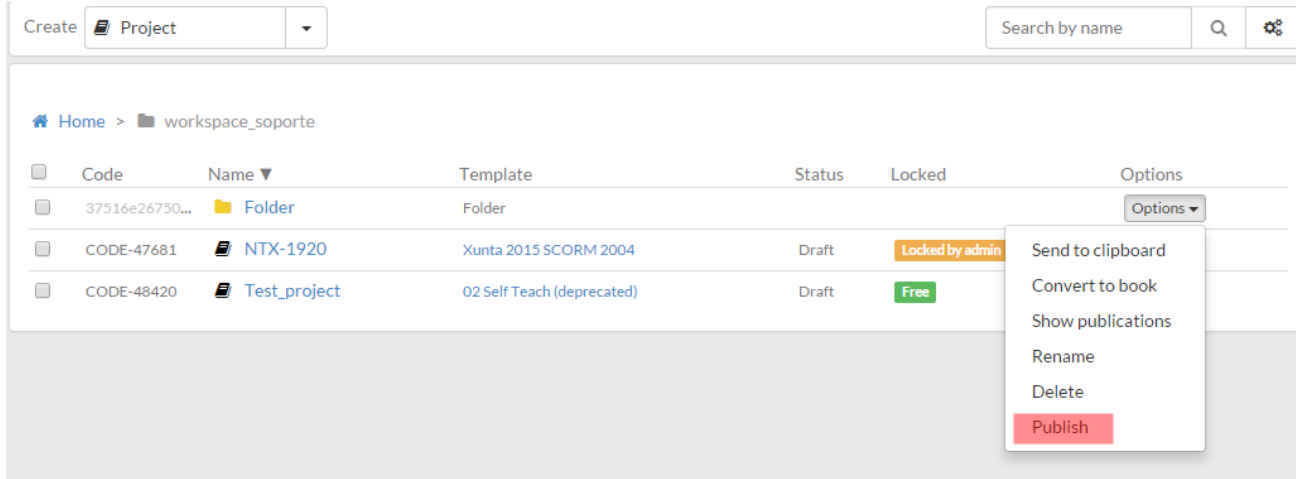 Create Project Search by name
Home > workspace_soporte
Code Name ▼ Template Status Locked Options
37516e26750... Folder Folder Options
CODE-47681 NTX-1920 Xunta 2015 SCORM 2004 Draft Locked by admin
Send to clipboard
CODE-48420 Test_project 02 Self Teach (deprecated) Draft Free
Convert to book
Show publications
Rename
Delete
Publish